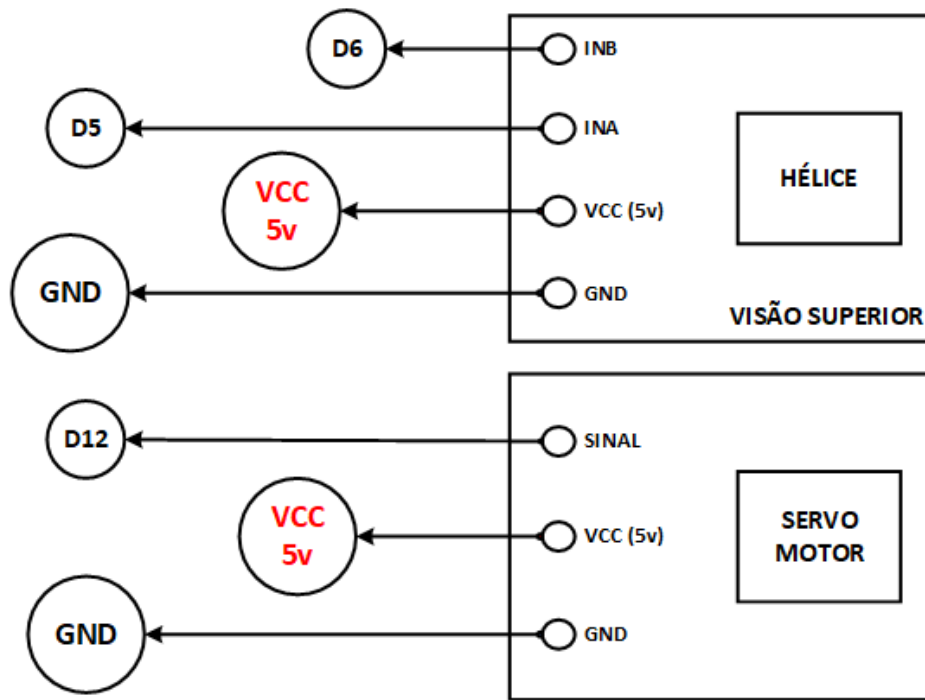 D6
INB
D5
INA
VCC
5v
VCC (5v)
HÉLICE
GND
GND
VISÃO SUPERIOR
D12
SINAL
VCC
5v
VCC (5v)
SERVO
MOTOR
GND
GND